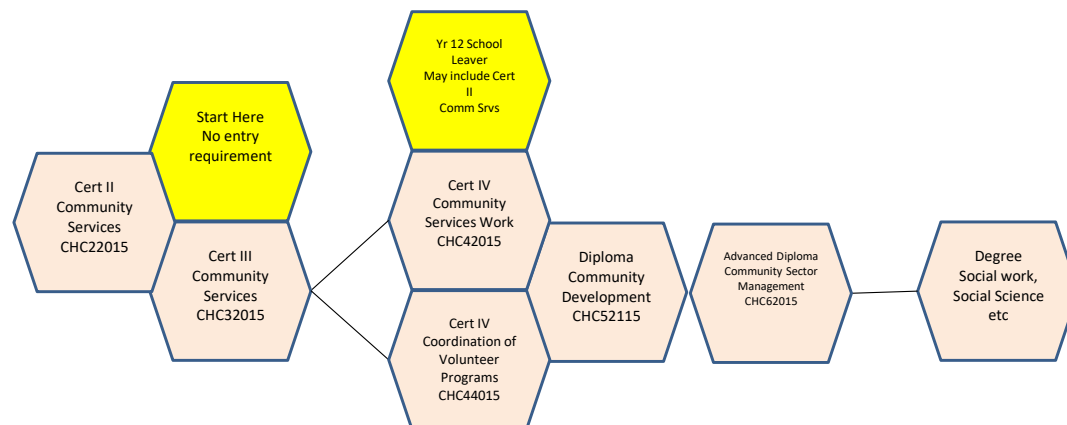 Yr 12 School
Leaver
May include Cert
II
Comm Srvs
Start Here
No entry
requirement
Cert II
Community
Services
CHC22015
Cert III
Community
Services
CHC32015
Cert IV
Community
Services Work
CHC42015
Cert IV
Coordination of
Volunteer
Programs
CHC44015
Diploma
Community
Development
CHC52115
Advanced Diploma
Community Sector
Management
CHC62015
Degree
Social work,
Social Science
etc